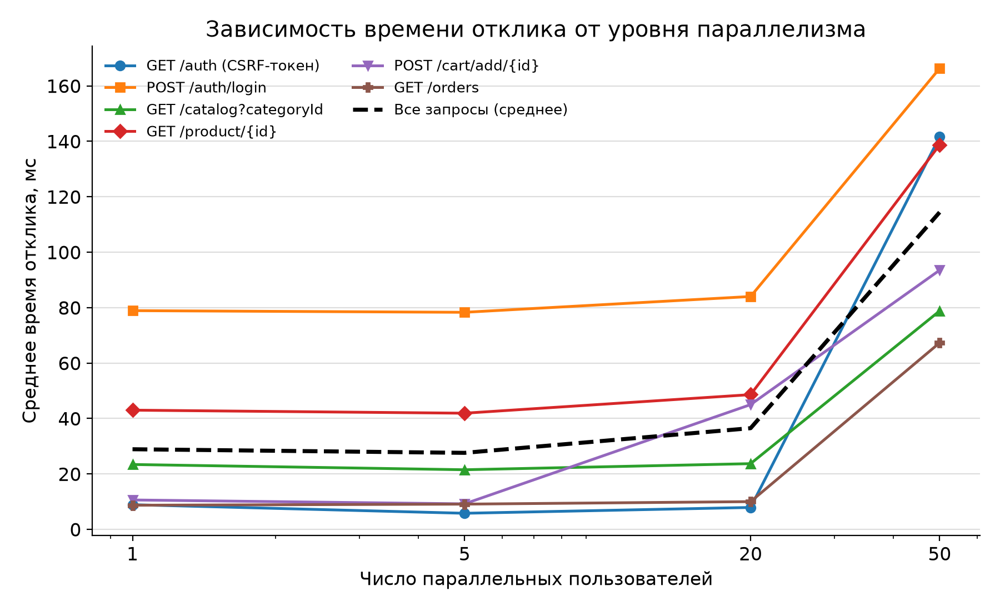 Зависимость времени отклика от уровня параллелизма
GET /auth (CSRF-токен)
POST /auth/login
GET /catalog?categoryId
GET /product/{id}
POST /cart/add/{id}
GET /orders
Все запросы (среднее)
Среднее время отклика, мс
160
140
120
100
80
60
40
20
0
1 5 20 50
Число параллельных пользователей